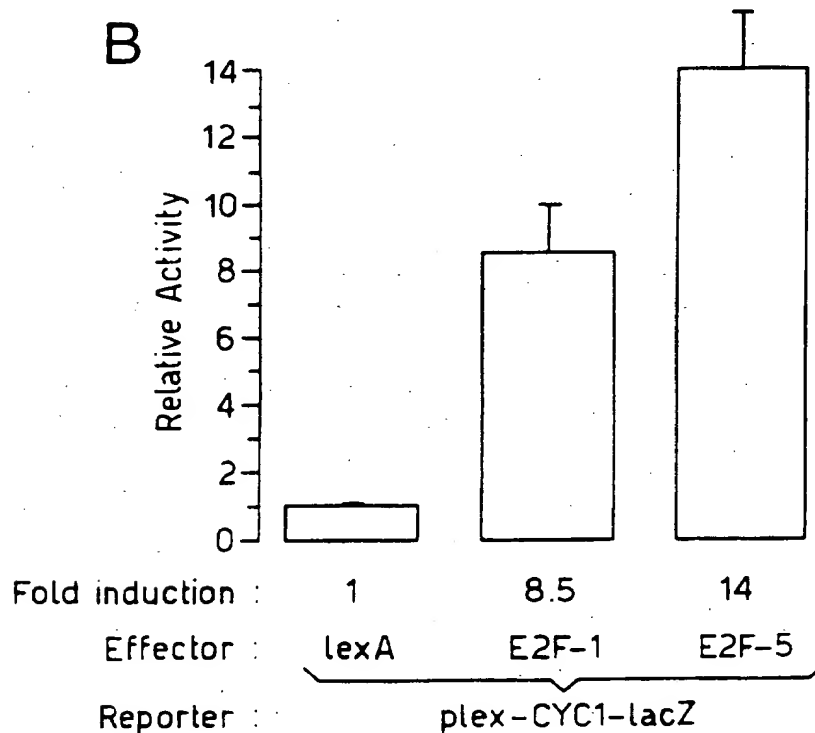 B
Relative Activity
14
12
10
8
6
4
2
0
Fold induction : 1 8.5 14
Effector : lexA E2F-1 E2F-5
Reporter : plex-CYC1-lacZ